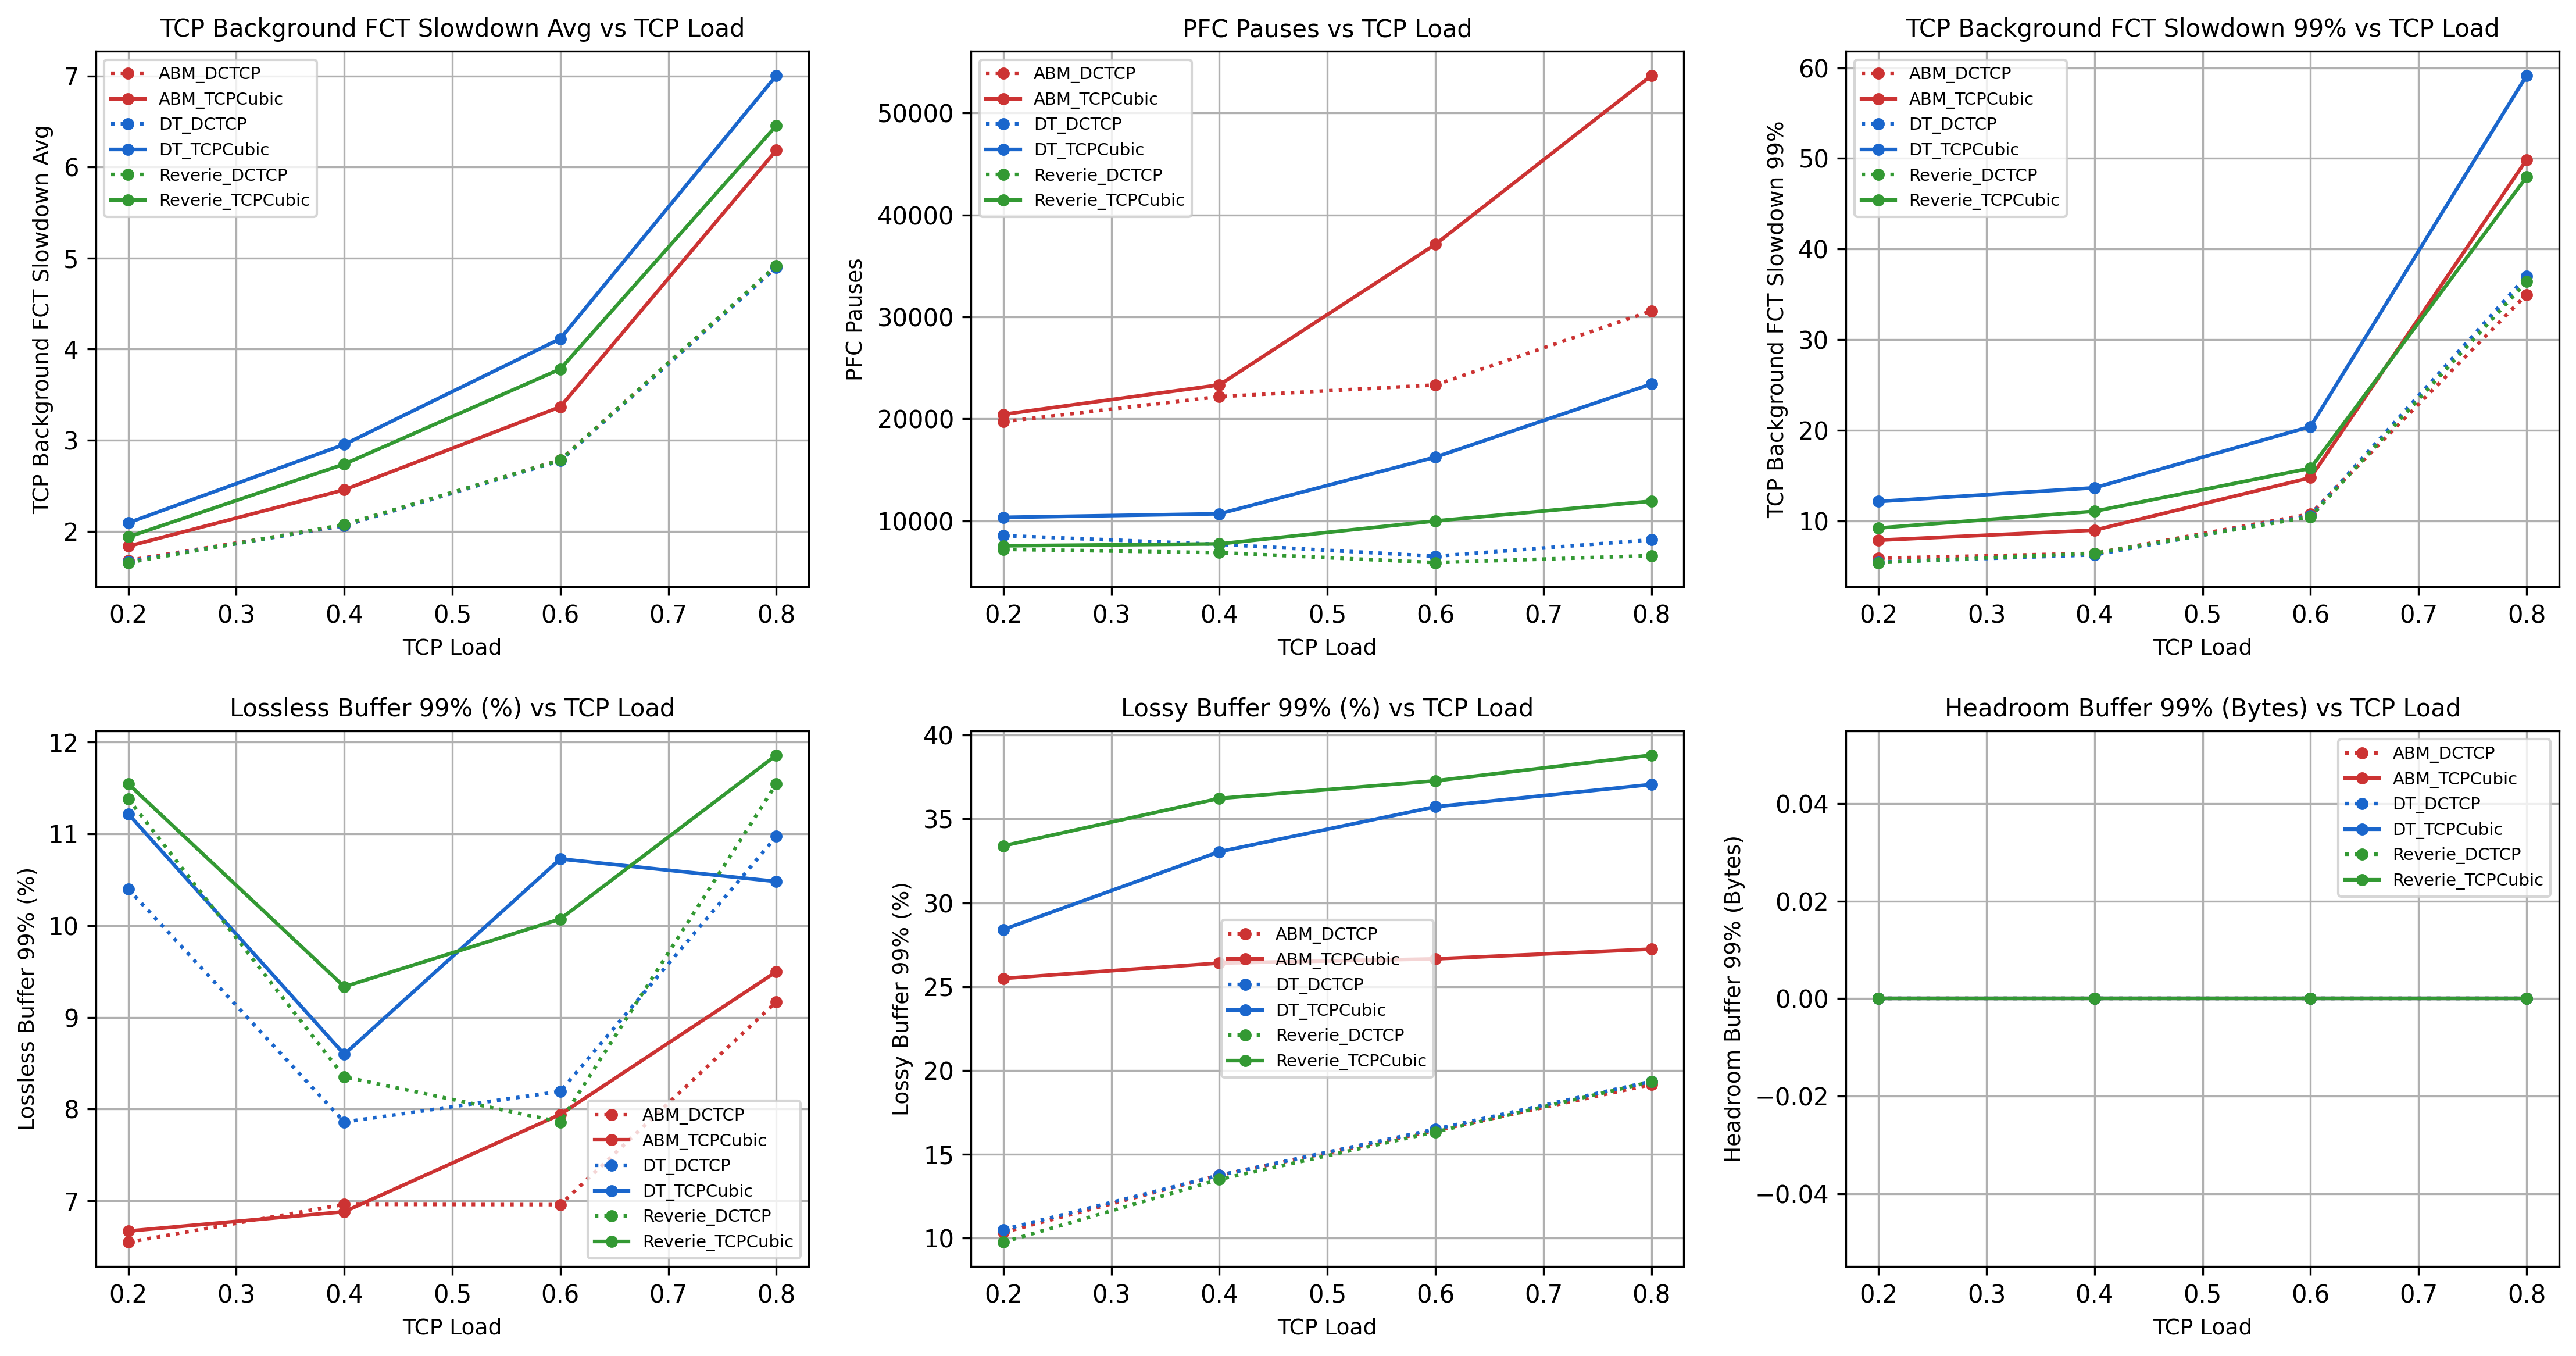 TCP Background FCT Slowdown Avg vs TCP Load
TCP Background FCT Slowdown Avg
7
6
5
4
3
2
ABM_DCTCP
ABM_TCPCubic
DT_DCTCP
DT_TCPCubic
Reverie_DCTCP
Reverie_TCPCubic
0.2 0.3 0.4 0.5 0.6 0.7 0.8
TCP Load
PFC Pauses vs TCP Load
PFC Pauses
50000
40000
30000
20000
10000
ABM_DCTCP
ABM_TCPCubic
DT_DCTCP
DT_TCPCubic
Reverie_DCTCP
Reverie_TCPCubic
0.2 0.3 0.4 0.5 0.6 0.7 0.8
TCP Load
TCP Background FCT Slowdown 99% vs TCP Load
TCP Background FCT Slowdown 99%
60
50
40
30
20
10
ABM_DCTCP
ABM_TCPCubic
DT_DCTCP
DT_TCPCubic
Reverie_DCTCP
Reverie_TCPCubic
0.2 0.3 0.4 0.5 0.6 0.7 0.8
TCP Load
Lossless Buffer 99% (%) vs TCP Load
Lossless Buffer 99% (%)
12
11
10
9
8
7
ABM_DCTCP
ABM_TCPCubic
DT_DCTCP
DT_TCPCubic
Reverie_DCTCP
Reverie_TCPCubic
0.2 0.3 0.4 0.5 0.6 0.7 0.8
TCP Load
Lossy Buffer 99% (%) vs TCP Load
Lossy Buffer 99% (%)
40
35
30
25
20
15
10
ABM_DCTCP
ABM_TCPCubic
DT_DCTCP
DT_TCPCubic
Reverie_DCTCP
Reverie_TCPCubic
0.2 0.3 0.4 0.5 0.6 0.7 0.8
TCP Load
Headroom Buffer 99% (Bytes) vs TCP Load
Headroom Buffer 99% (Bytes)
0.04
0.02
0.00
−0.02
−0.04
ABM_DCTCP
ABM_TCPCubic
DT_DCTCP
DT_TCPCubic
Reverie_DCTCP
Reverie_TCPCubic
0.2 0.3 0.4 0.5 0.6 0.7 0.8
TCP Load